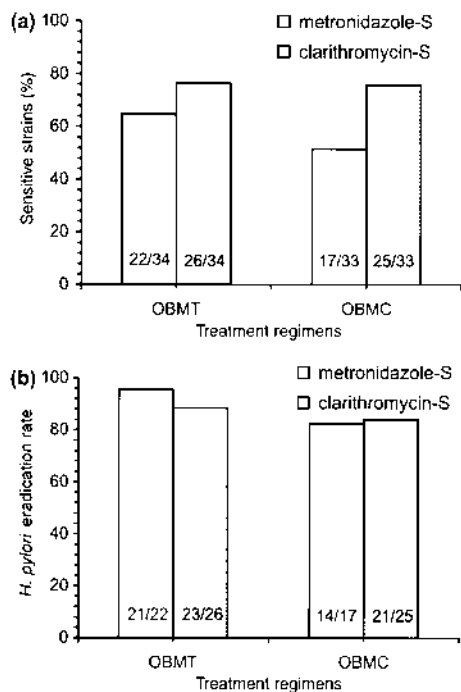 (a)
metronidazole-S
clarithromycin-S
Sensitive strains (%)
100
80
60
40
20
0
22/34 26/34 17/33 25/33
OBMT OBMC
Treatment regimens
(b)
metronidazole-S
clarithromycin-S
H. pylori eradication rate
100
80
60
40
20
0
21/22 23/26 14/17 21/25
OBMT OBMC
Treatment regimens